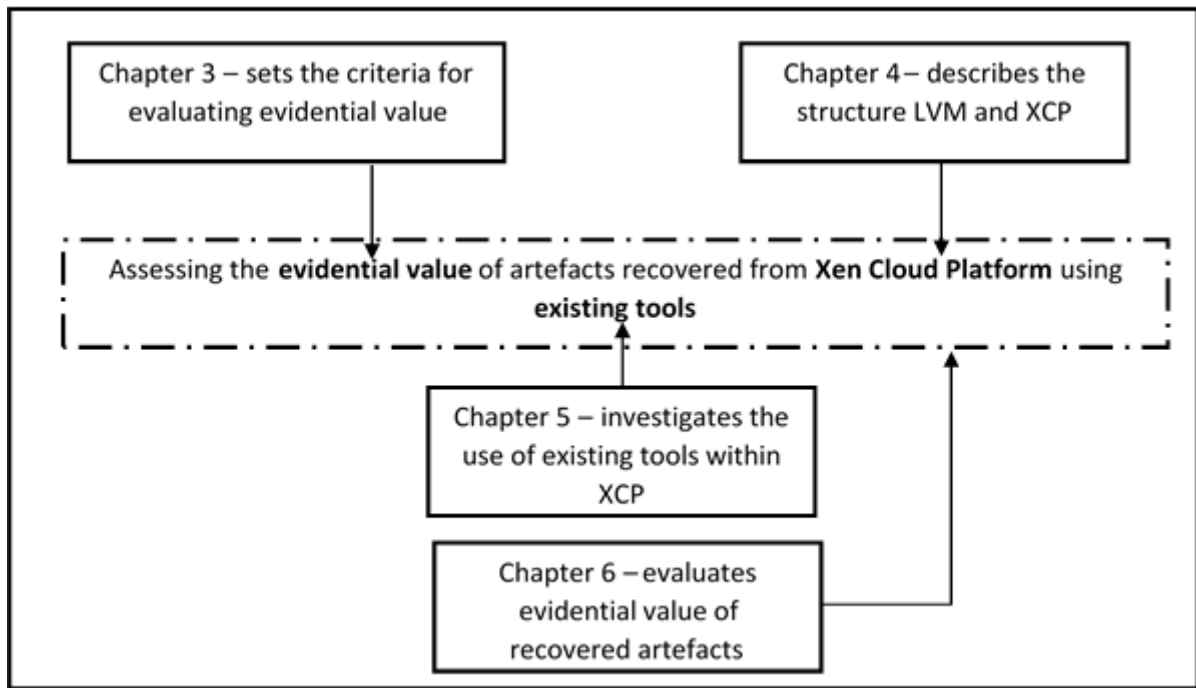 Chapter 3 – sets the criteria for
evaluating evidential value
Chapter 4 – describes the
structure LVM and XCP
Assessing the evidential value of artefacts recovered from Xen Cloud Platform using
existing tools
Chapter 5 – investigates the
use of existing tools within
XCP
Chapter 6 – evaluates
evidential value of
recovered artefacts